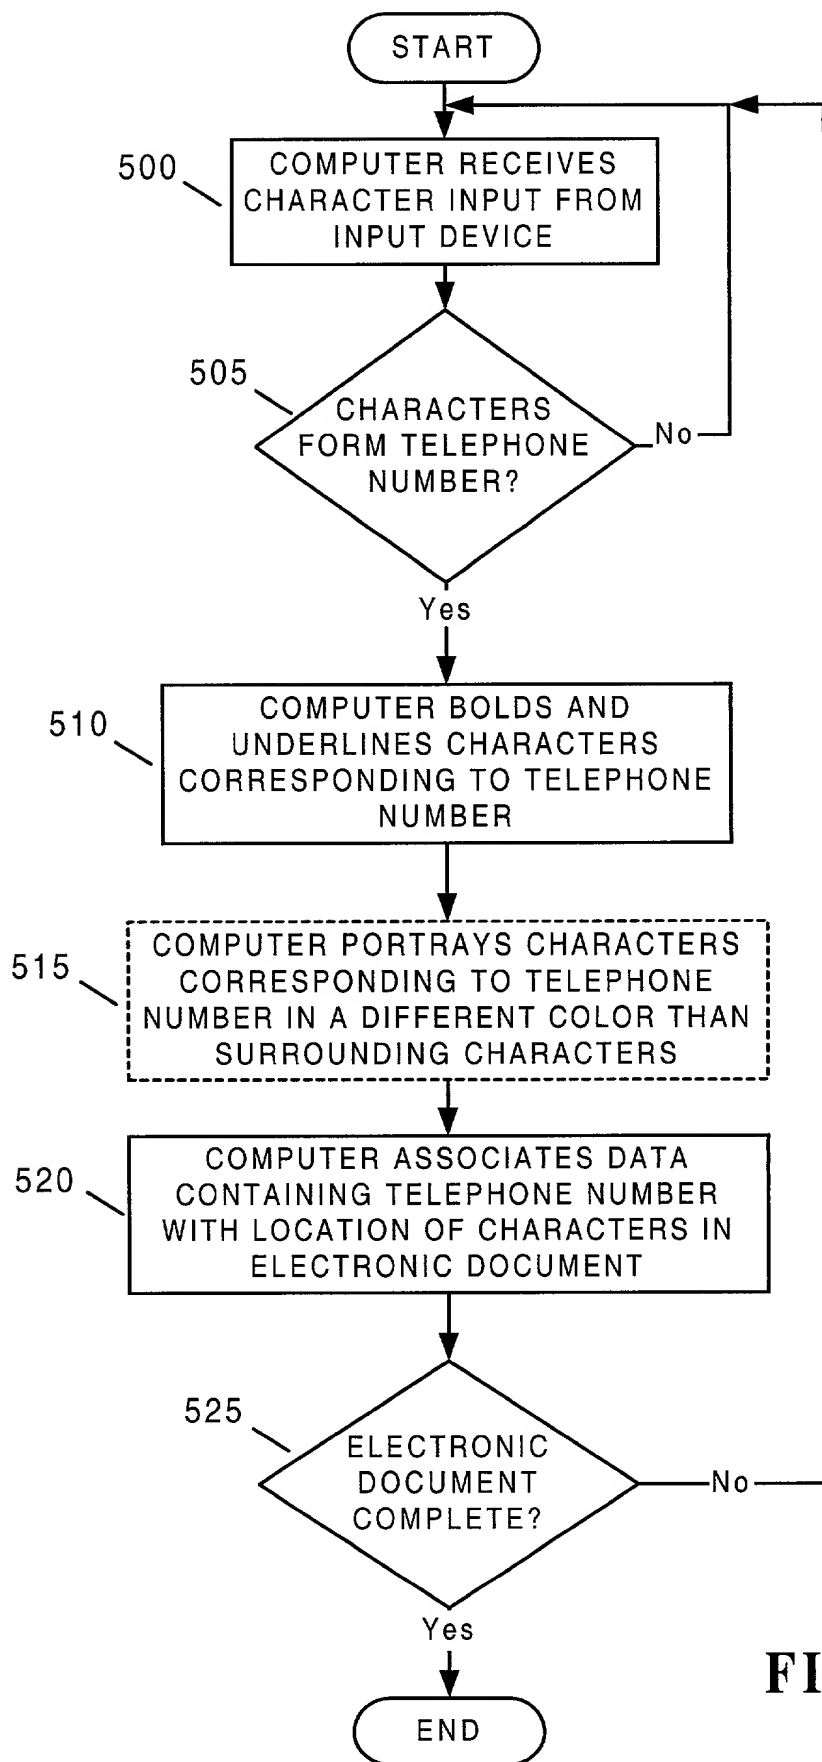 START
500
COMPUTER RECEIVES
CHARACTER INPUT FROM
INPUT DEVICE
505
CHARACTERS
FORM TELEPHONE
NUMBER?
No
Yes
510
COMPUTER BOLDS AND
UNDERLINES CHARACTERS
CORRESPONDING TO TELEPHONE
NUMBER
515
COMPUTER PORTRAYS CHARACTERS
CORRESPONDING TO TELEPHONE
NUMBER IN A DIFFERENT COLOR THAN
SURROUNDING CHARACTERS
520
COMPUTER ASSOCIATES DATA
CONTAINING TELEPHONE NUMBER
WITH LOCATION OF CHARACTERS IN
ELECTRONIC DOCUMENT
525
ELECTRONIC
DOCUMENT
COMPLETE?
No
Yes
FI
END